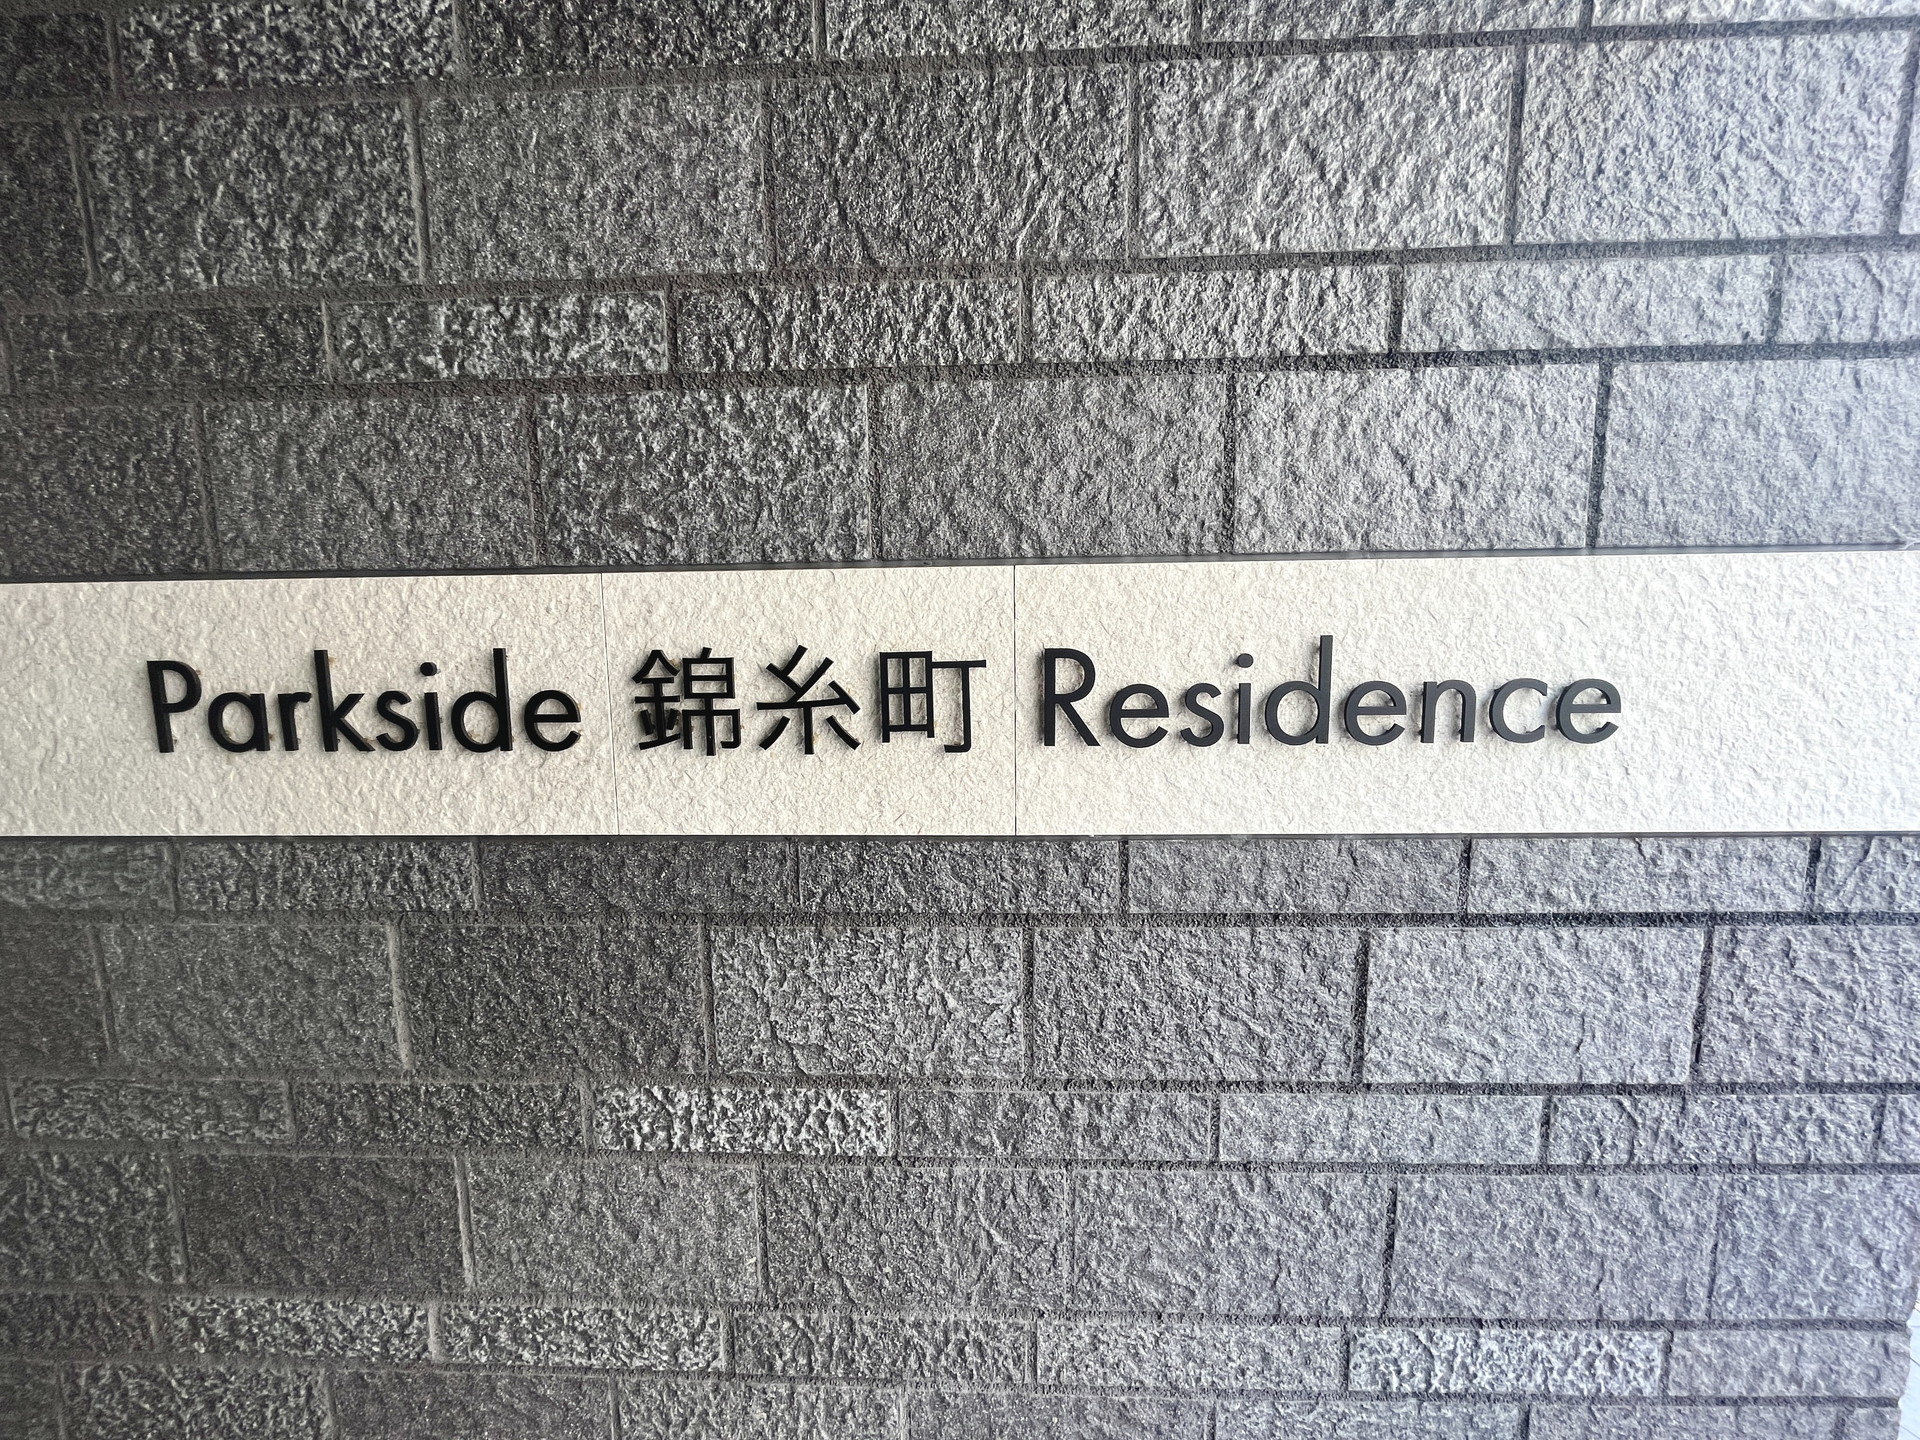 Parkside 錦糸町 Residence